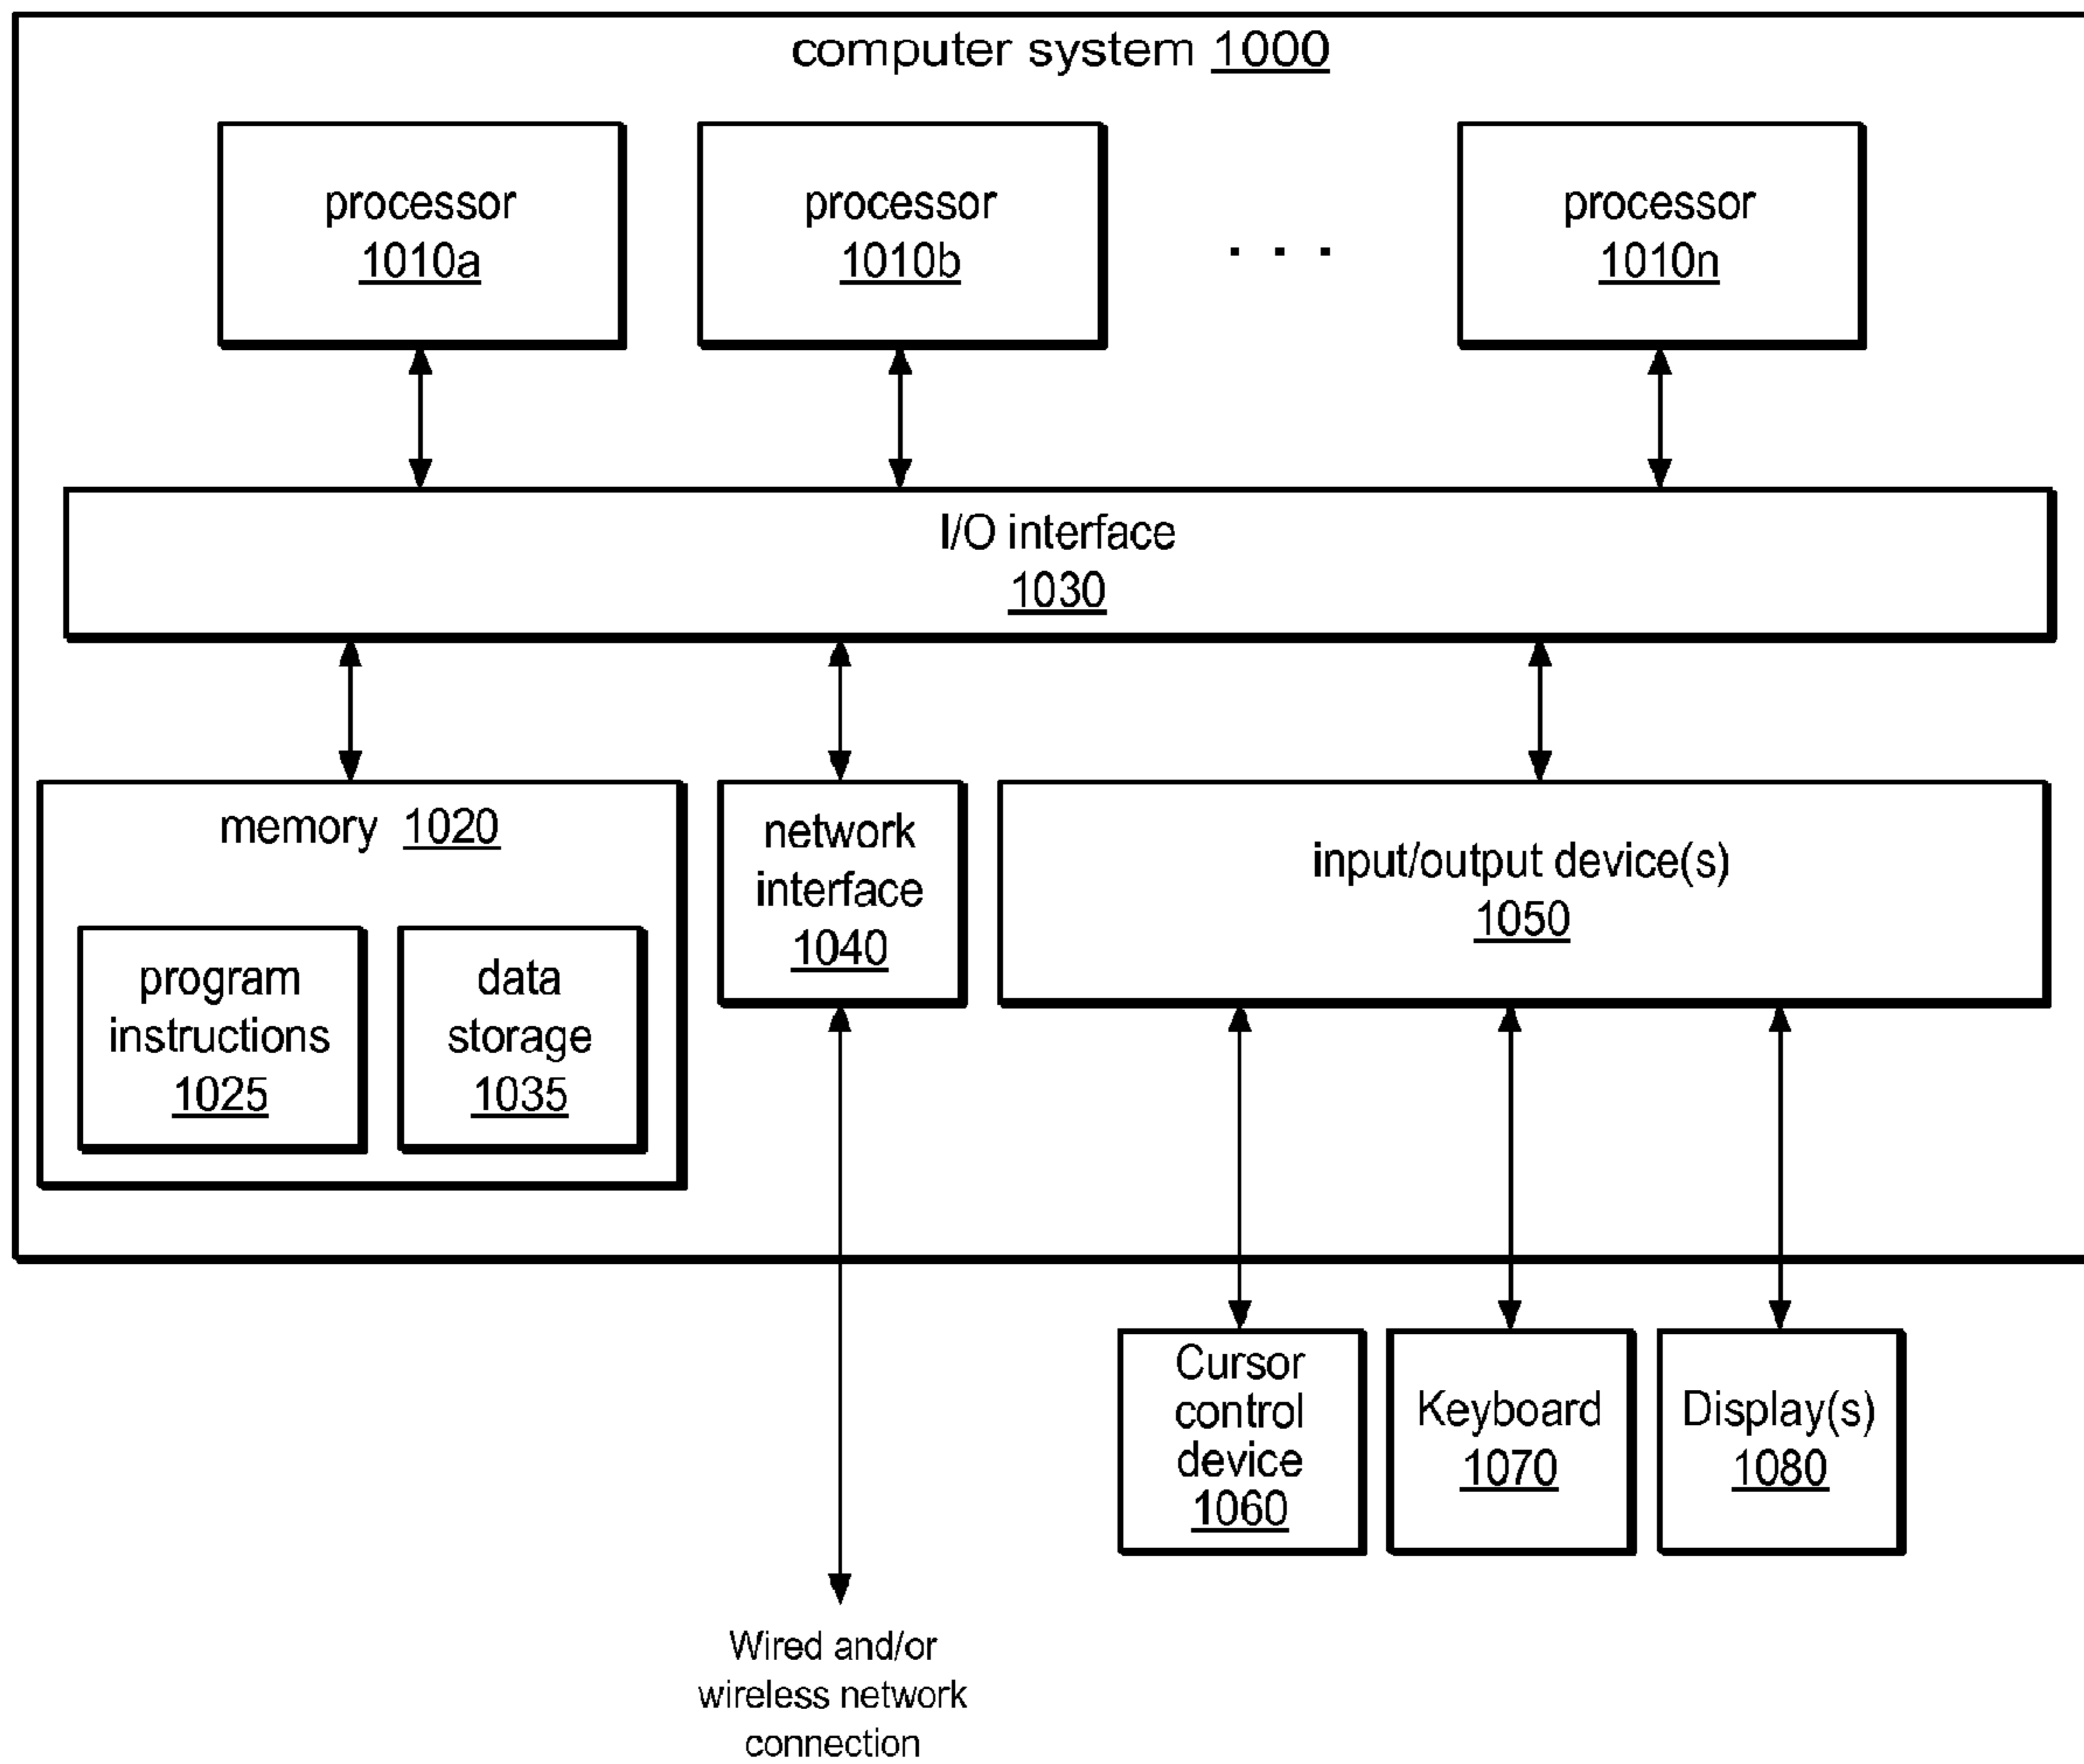 computer system 1000
processor
1010a
processor
1010b
. . .
processor
1010n
I/O interface
1030
memory 1020
program
instructions
1025
data
storage
1035
network
interface
1040
input/output device(s)
1050
Cursor
control
device
1060
Keyboard
1070
Display(s)
1080
Wired and/or
wireless network
connection